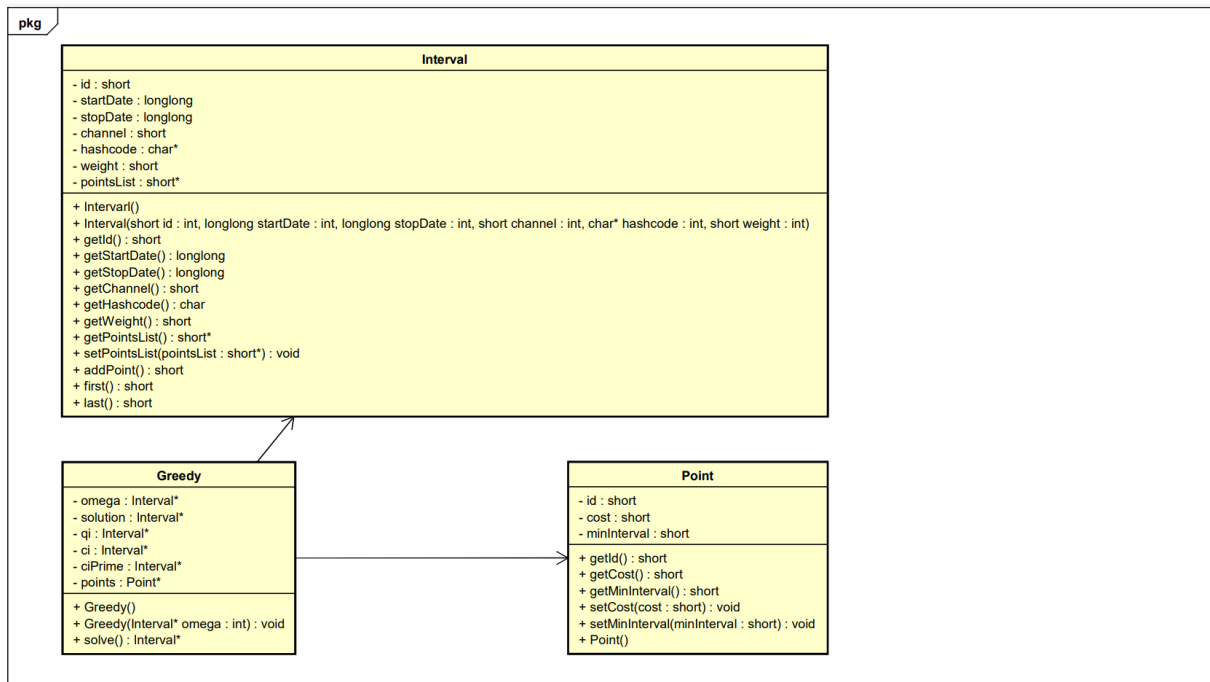 pkg
Interval
- id : short
- startDate : longlong
- stopDate : longlong
- channel : short
- hashcode : char*
- weight : short
- pointsList : short*
+ Intervarl()
+ Interval(short id : int, longlong startDate : int, longlong stopDate : int, short channel : int, char* hashcode : int, short weight : int)
+ getId() : short
+ getStartDate() : longlong
+ getStopDate() : longlong
+ getChannel() : short
+ getHashcode() : char
+ getWeight() : short
+ getPointsList() : short*
+ setPointsList(pointsList : short*) : void
+ addPoint() : short
+ first() : short
+ last() : short
Greedy
- omega : Interval*
- solution : Interval*
- qi : Interval*
- ci : Interval*
- ciPrime : Interval*
- points : Point*
+ Greedy()
+ Greedy(Interval* omega : int) : void
+ solve() : Interval*
Point
- id : short
- cost : short
- minInterval : short
+ getId() : short
+ getCost() : short
+ getMinInterval() : short
+ setCost(cost : short) : void
+ setMinInterval(minInterval : short) : void
+ Point()